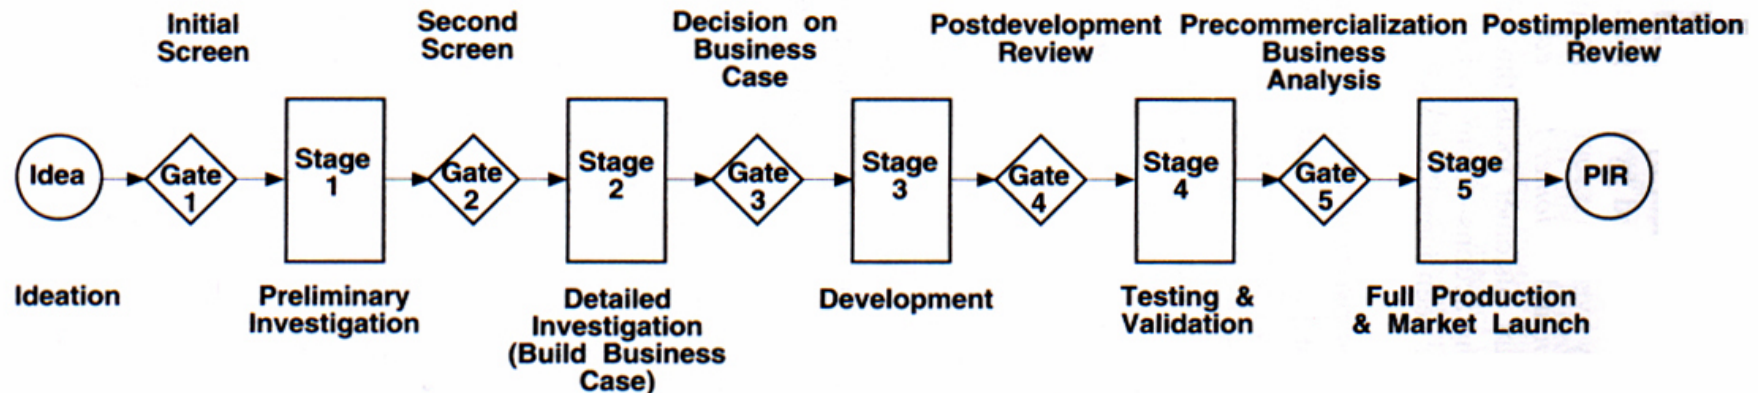 Initial
Screen
Second
Screen
Decision on
Business
Case
Postdevelopment
Review
Precommercialization
Business
Analysis
Postimplementation
Review
Idea
Gate
1
Stage
1
Gate
2
Stage
2
Gate
3
Stage
3
Gate
4
Stage
4
Gate
5
Stage
5
PIR
Ideation
Preliminary
Investigation
Detailed
Investigation
(Build Business
Case)
Development
Testing &
Validation
Full Production
& Market Launch